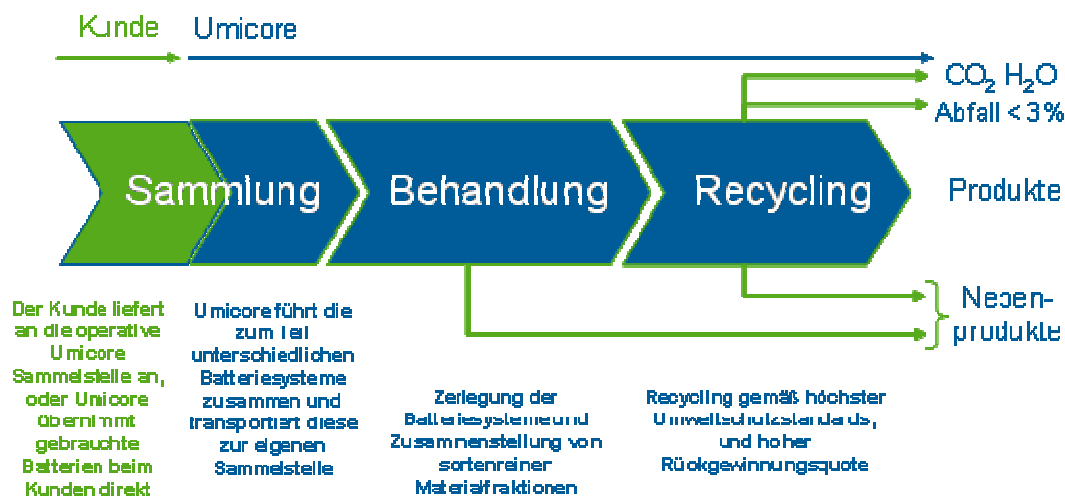 Kunde
Umicore
CO₂ H₂O
Abfall < 3%
Sammlung
Behandlung
Recycling
Produkte
Neben-
produkte
Der Kunde liefert
an die operative
Umicore
Sammelstelle an,
oder Umicore
übernimmt
gebrauchte
Batterien beim
Kunden direkt
Umicore führt die
zum Teil
unterschiedlichen
Batteriesysteme
zusammen und
transportiert diese
zur eigenen
Sammelstelle
Zerlegung der
Batteriesysteme und
Zusammenstellung von
sortenreiner
Materialfraktionen
Recycling gemäß höchster
Umweltschutzstandards,
und hoher
Rückgewinnungsquote